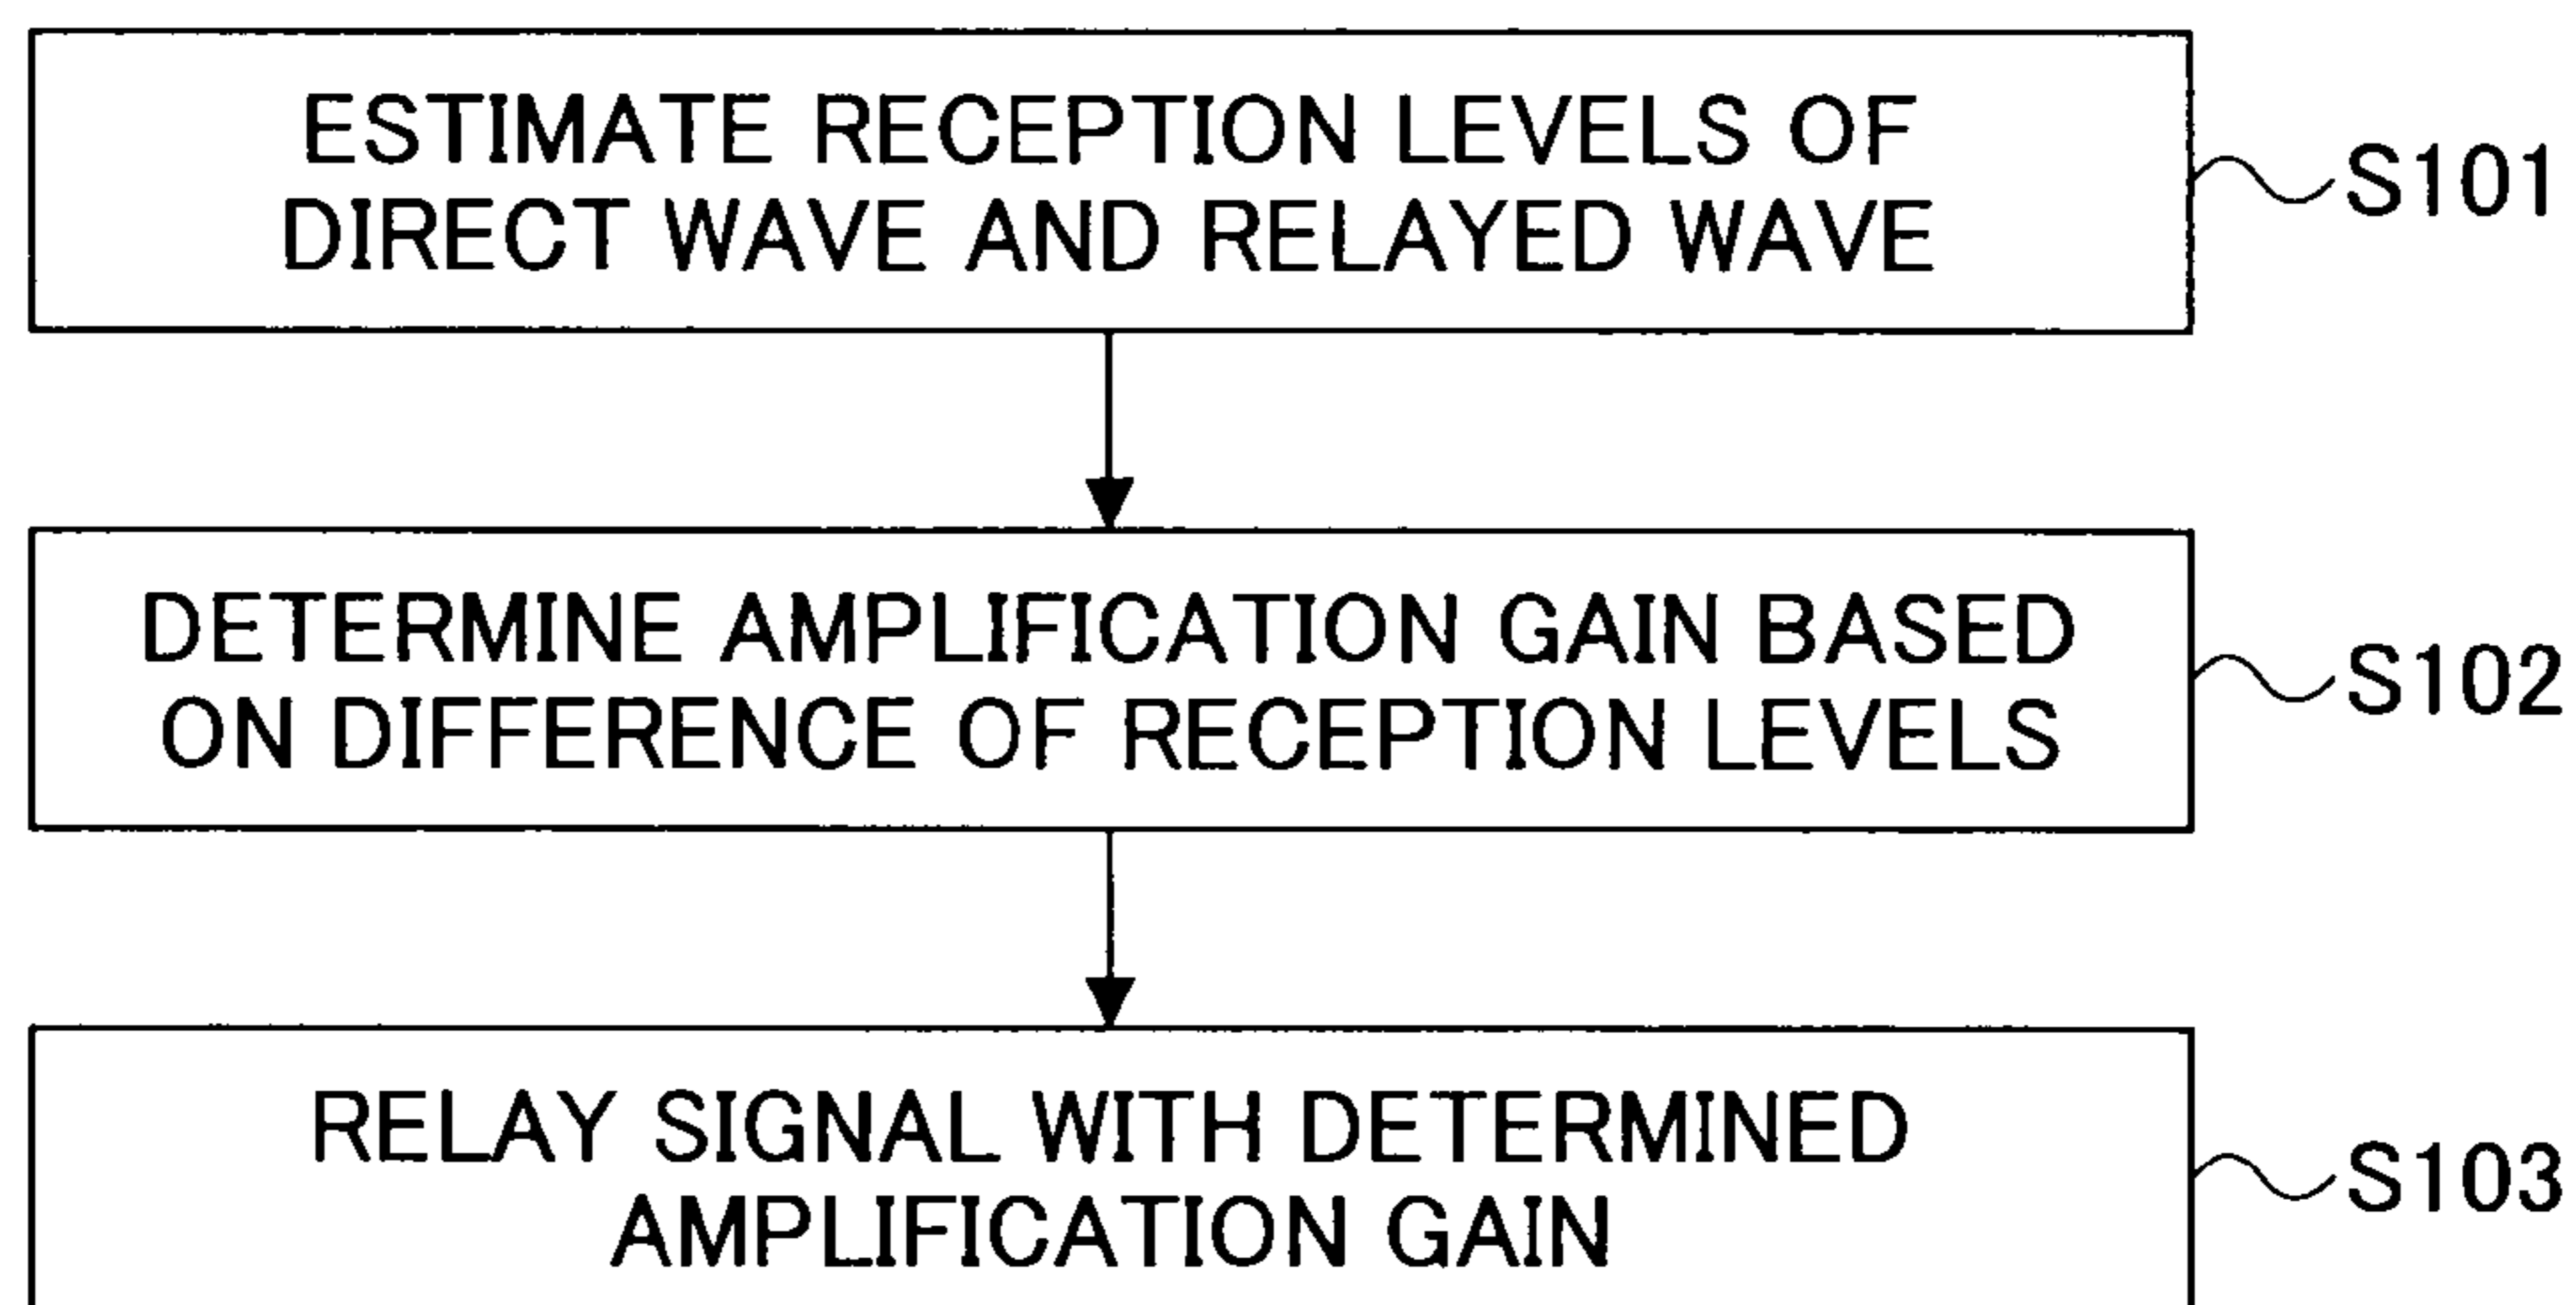 ESTIMATE RECEPTION LEVELS OF
DIRECT WAVE AND RELAYED WAVE
S101
DETERMINE AMPLIFICATION GAIN BASED
ON DIFFERENCE OF RECEPTION LEVELS
S102
RELAY SIGNAL WITH DETERMINED
AMPLIFICATION GAIN
S103